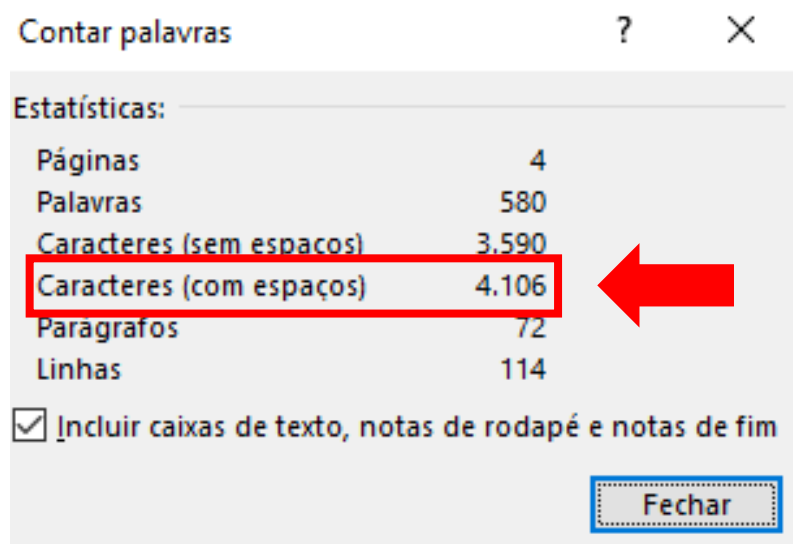 Contar palavras ? ×
Estatísticas:
Páginas 4
Palavras 580
Caracteres (sem espaços) 3.590
Caracteres (com espaços) 4.106
Parágrafos 72
Linhas 114
Incluir caixas de texto, notas de rodapé e notas de fim
Fechar